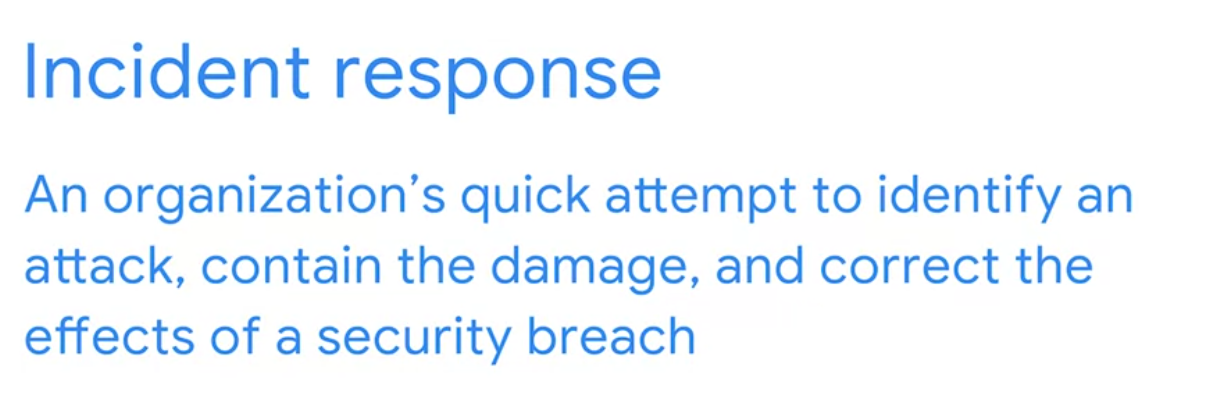 Incident response
An organization’s quick attempt to identify an
attack, contain the damage, and correct the
effects of a security breach